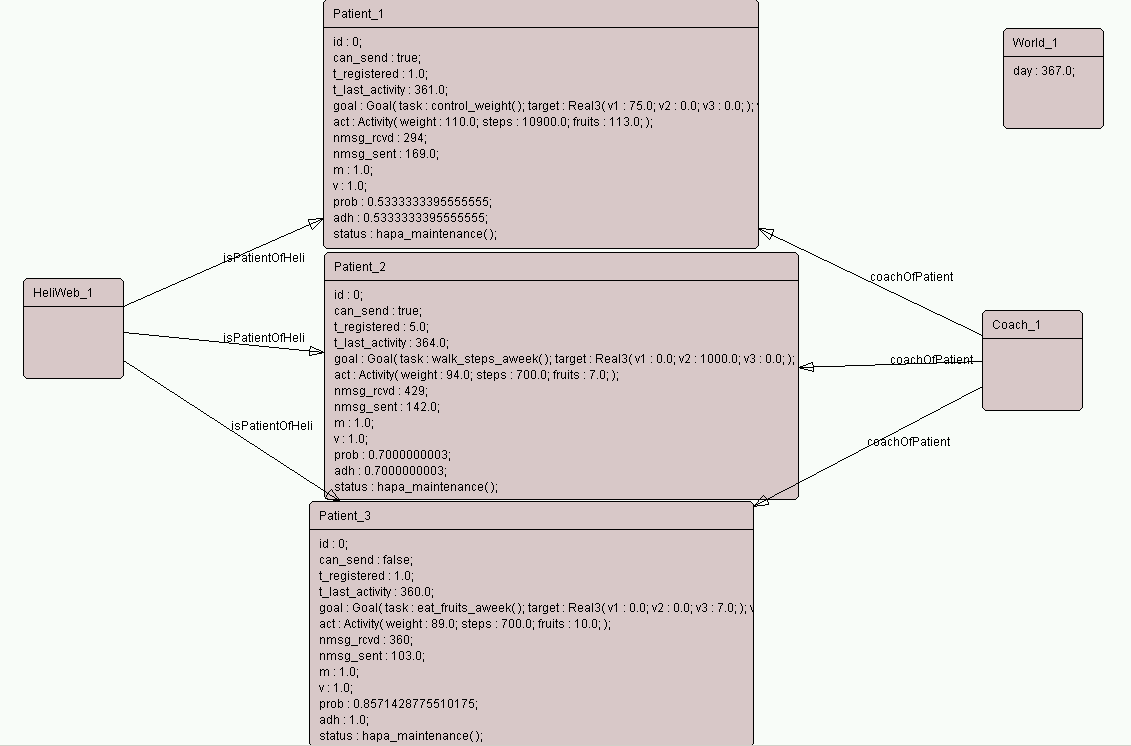 Patient_1
id : 0;
can_send : true;
t_registered : 1.0;
t_last_activity : 361.0;
goal : Goal( task : control_weight( ); target : Real3( v1 : 75.0; v2 : 0.0; v3 : 0.0; );
act : Activity( weight : 110.0; steps : 10900.0; fruits : 113.0; );
nmsg_rcvd : 294;
nmsg_sent : 169.0;
m : 1.0;
v : 1.0;
prob : 0.5333333395555555;
adh : 0.5333333395555555;
status : hapa_maintenance( );
World_1
day : 367.0;
isPatientOfHeli
coachOfPatient
Patient_2
id : 0;
can_send : true;
t_registered : 5.0;
t_last_activity : 364.0;
goal : Goal( task : walk_steps_aweek( ); target : Real3( v1 : 0.0; v2 : 1000.0; v3 : 0.0; );
act : Activity( weight : 94.0; steps : 700.0; fruits : 7.0; );
nmsg_rcvd : 429;
nmsg_sent : 142.0;
m : 1.0;
v : 1.0;
prob : 0.7000000003;
adh : 0.7000000003;
status : hapa_maintenance( );
HeliWeb_1
Coach_1
isPatientOfHeli
coachOfPatient
isPatientOfHeli
coachOfPatient
Patient_3
id : 0;
can_send : false;
t_registered : 1.0;
t_last_activity : 360.0;
goal : Goal( task : eat_fruits_aweek( ); target : Real3( v1 : 0.0; v2 : 0.0; v3 : 7.0; );
act : Activity( weight : 89.0; steps : 700.0; fruits : 10.0; );
nmsg_rcvd : 360;
nmsg_sent : 103.0;
m : 1.0;
v : 1.0;
prob : 0.8571428775510175;
adh : 1.0;
status : hapa_maintenance( );